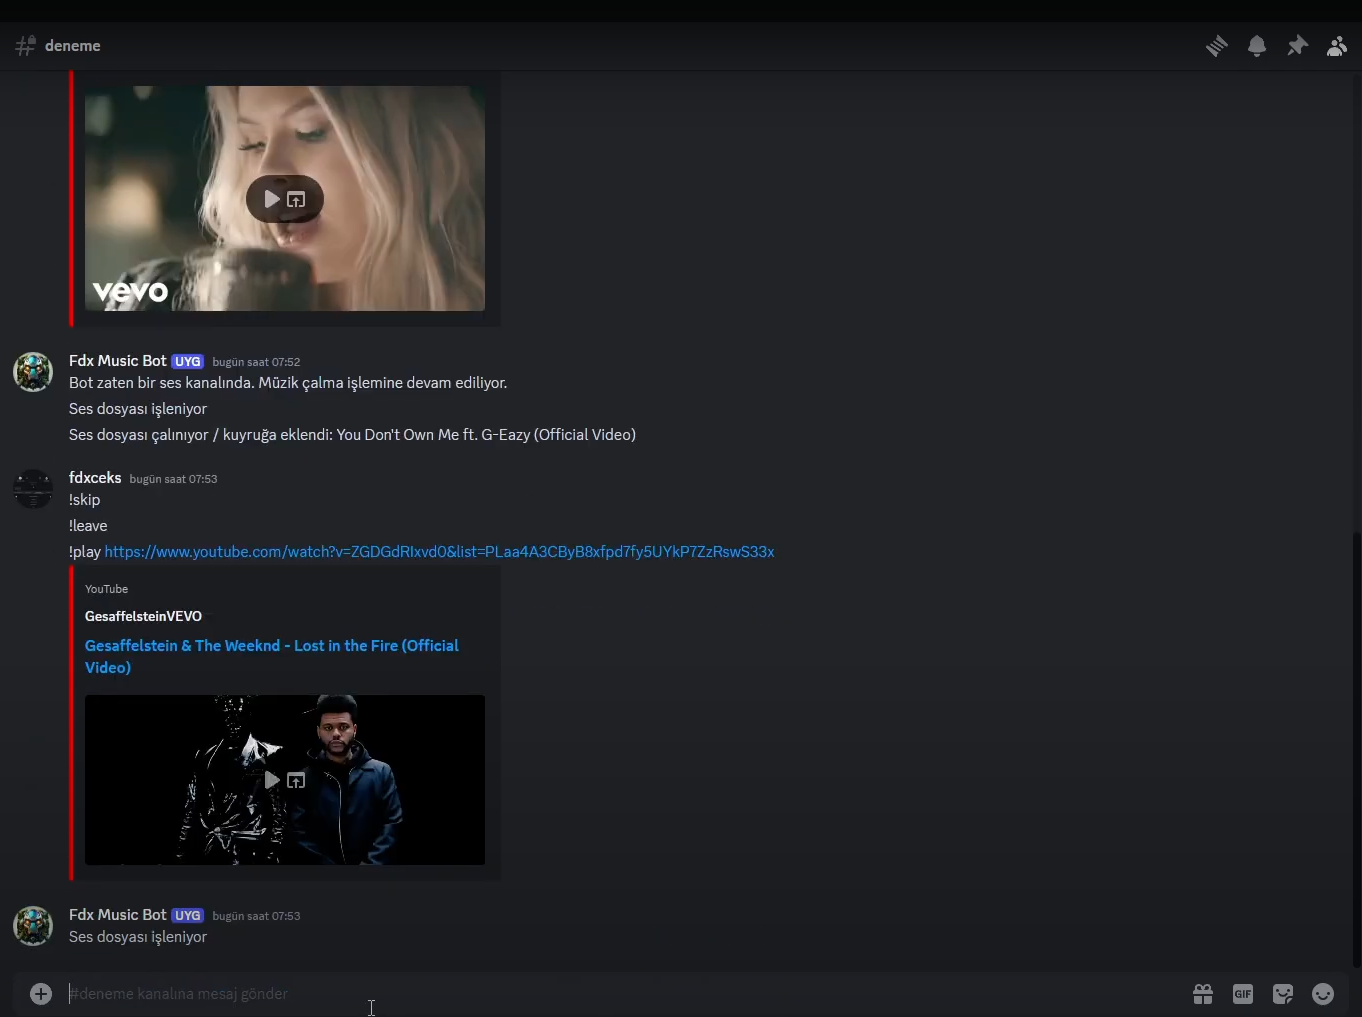 deneme
vevo
Fdx Music Bot UYG bugün saat 07:52
Bot zaten bir ses kanalında. Müzik çalma işlemine devam ediliyor.
Ses dosyası işleniyor
Ses dosyası çalınıyor / kuyruğa eklendi: You Don't Own Me ft. G-Eazy (Official Video)
fdxceks bugün saat 07:53
!skip
!leave
!play https://www.youtube.com/watch?v=ZGDGdRIxvd0&list=PLaa4A3CByB8xfpd7fy5UYkP7ZzRswS33x
YouTube
GesaffelsteinVEVO
Gesaffelstein & The Weeknd - Lost in the Fire (Official
Video)
Fdx Music Bot UYG bugün saat 07:53
Ses dosyası işleniyor
#deneme kanalına mesaj gönder
GIF